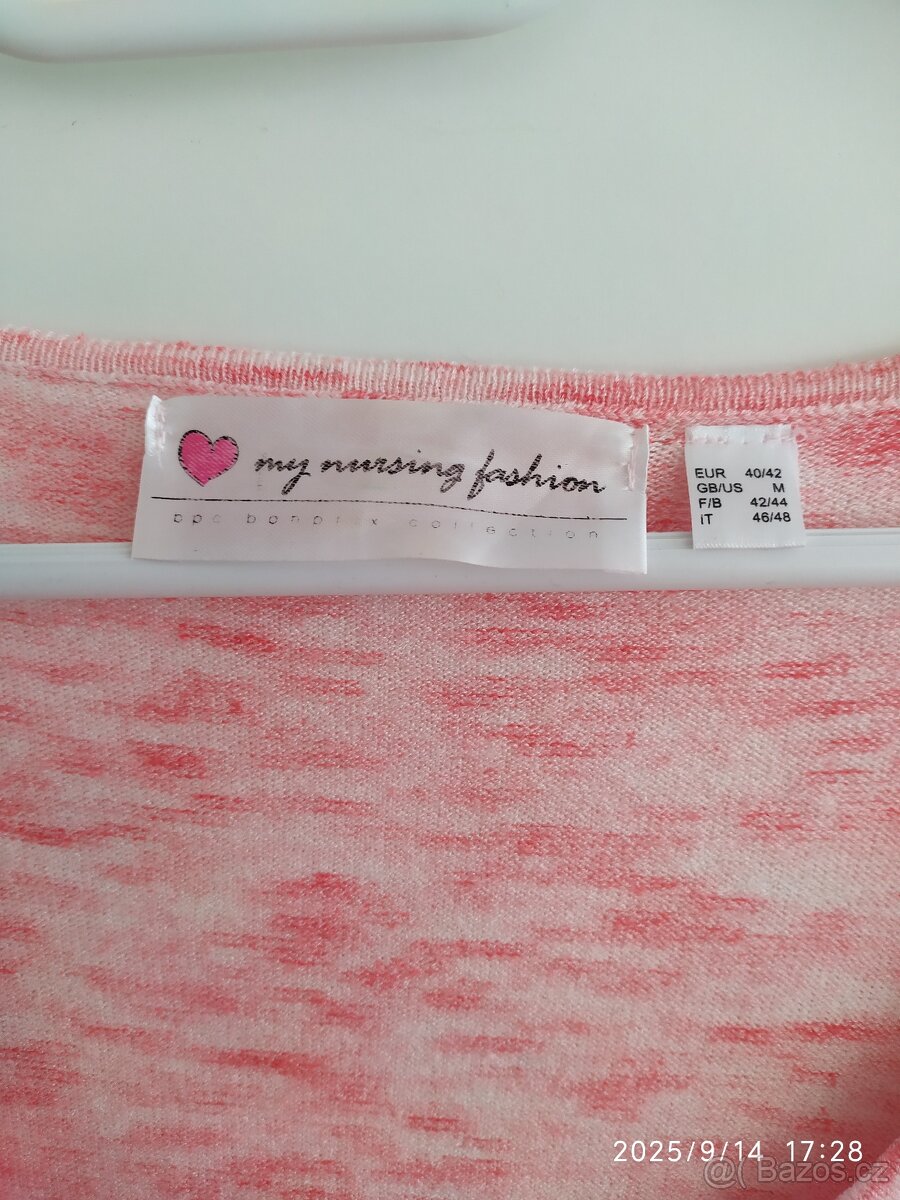 my nursing fashion
bpc bonprix collection
EUR 40/42
GB/US M
F/B 42/44
IT 46/48
2025/9/14 17:28
@( Bazoš.cz